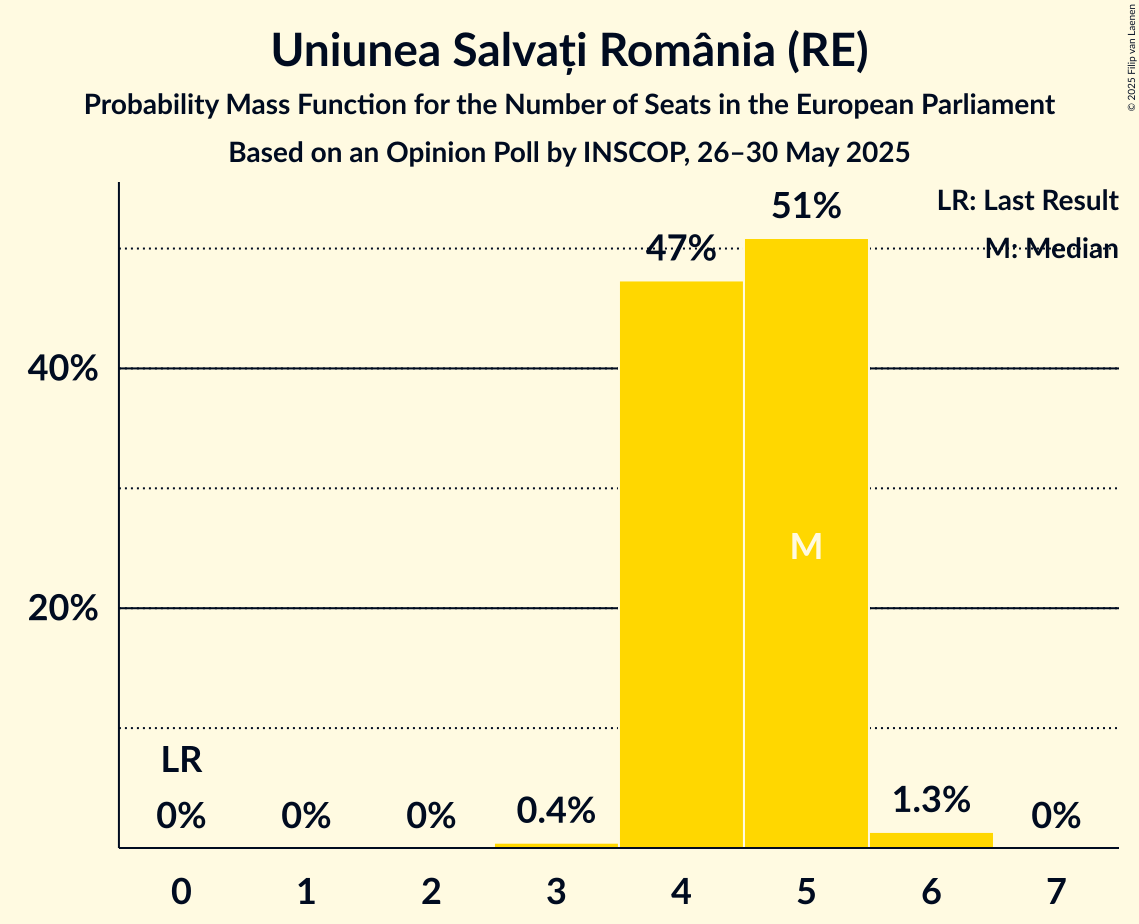 Uniunea Salvați România (RE)
Probability Mass Function for the Number of Seats in the European Parliament
Based on an Opinion Poll by INSCOP, 26–30 May 2025
© 2025 Filip van Laenen
LR: Last Result
M: Median
51%
47%
40%
M
20%
LR
0%
0%
0%
0.4%
1.3%
0%
0
1
2
3
4
5
6
7